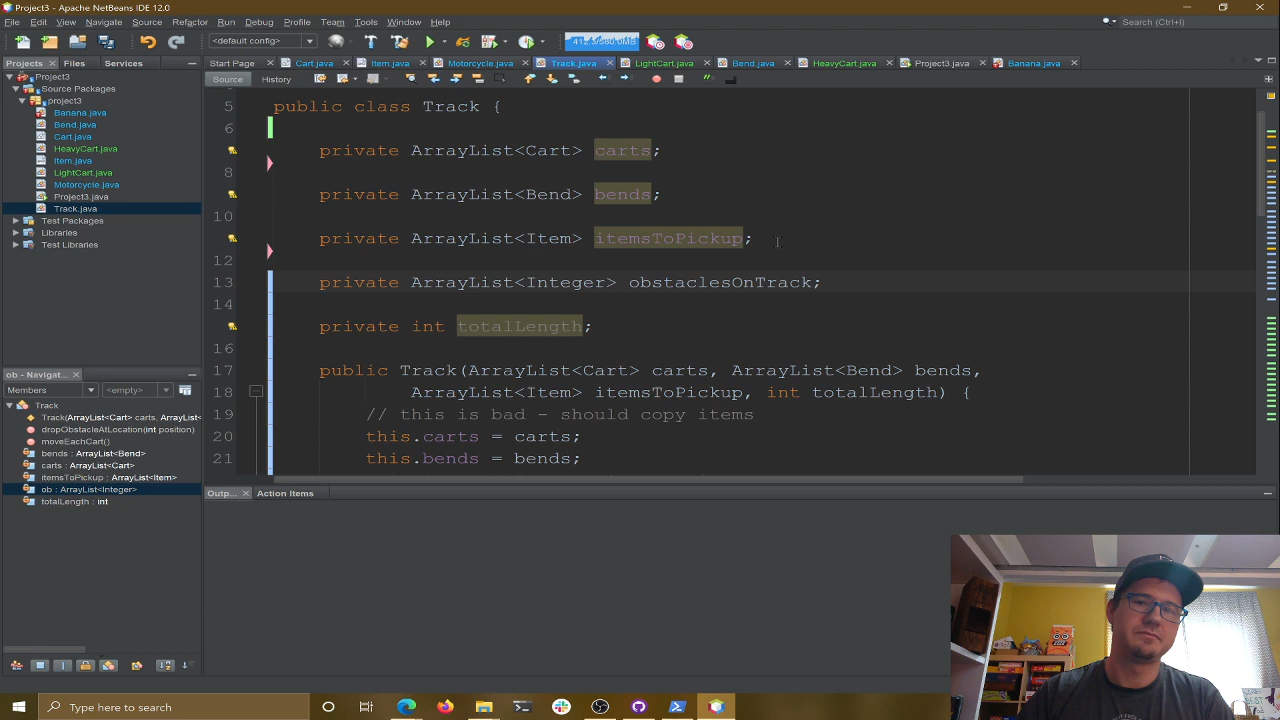 Project3 - Apache NetBeans IDE 12.0
File Edit View Navigate Source Refactor Run Debug Profile Team Tools Window Help
Search (Ctrl+I)
<default config>
Projects Files Services
Start Page Cart.java Item.java Motorcycle.java Track.java LightCart.java Bend.java HeavyCart.java Project3.java Banana.java
Source History
Project3
Source Packages
project3
Banana.java
Bend.java
Cart.java
HeavyCart.java
Item.java
LightCart.java
Motorcycle.java
Project3.java
Track.java
Test Packages
Libraries
Test Libraries
5 public class Track {
6
private ArrayList<Cart> carts;
8
private ArrayList<Bend> bends;
10
private ArrayList<Item> itemsToPickup;
12
13 private ArrayList<Integer> obstaclesOnTrack;
14
private int totalLength;
16
17 public Track(ArrayList<Cart> carts, ArrayList<Bend> bends,
18 ArrayList<Item> itemsToPickup, int totalLength) {
19 // this is bad - should copy items
20 this.carts = carts;
21 this.bends = bends;
ob - Navigat...
Members <empty>
Track
Track(ArrayList<Cart> carts, ArrayList<
dropObstacleAtLocation(int position)
moveEachCart()
bends : ArrayList<Bend>
carts : ArrayList<Cart>
itemsToPickup : ArrayList<Item>
ob : ArrayList<Integer>
totalLength : int
Outp... Action Items
Type here to search